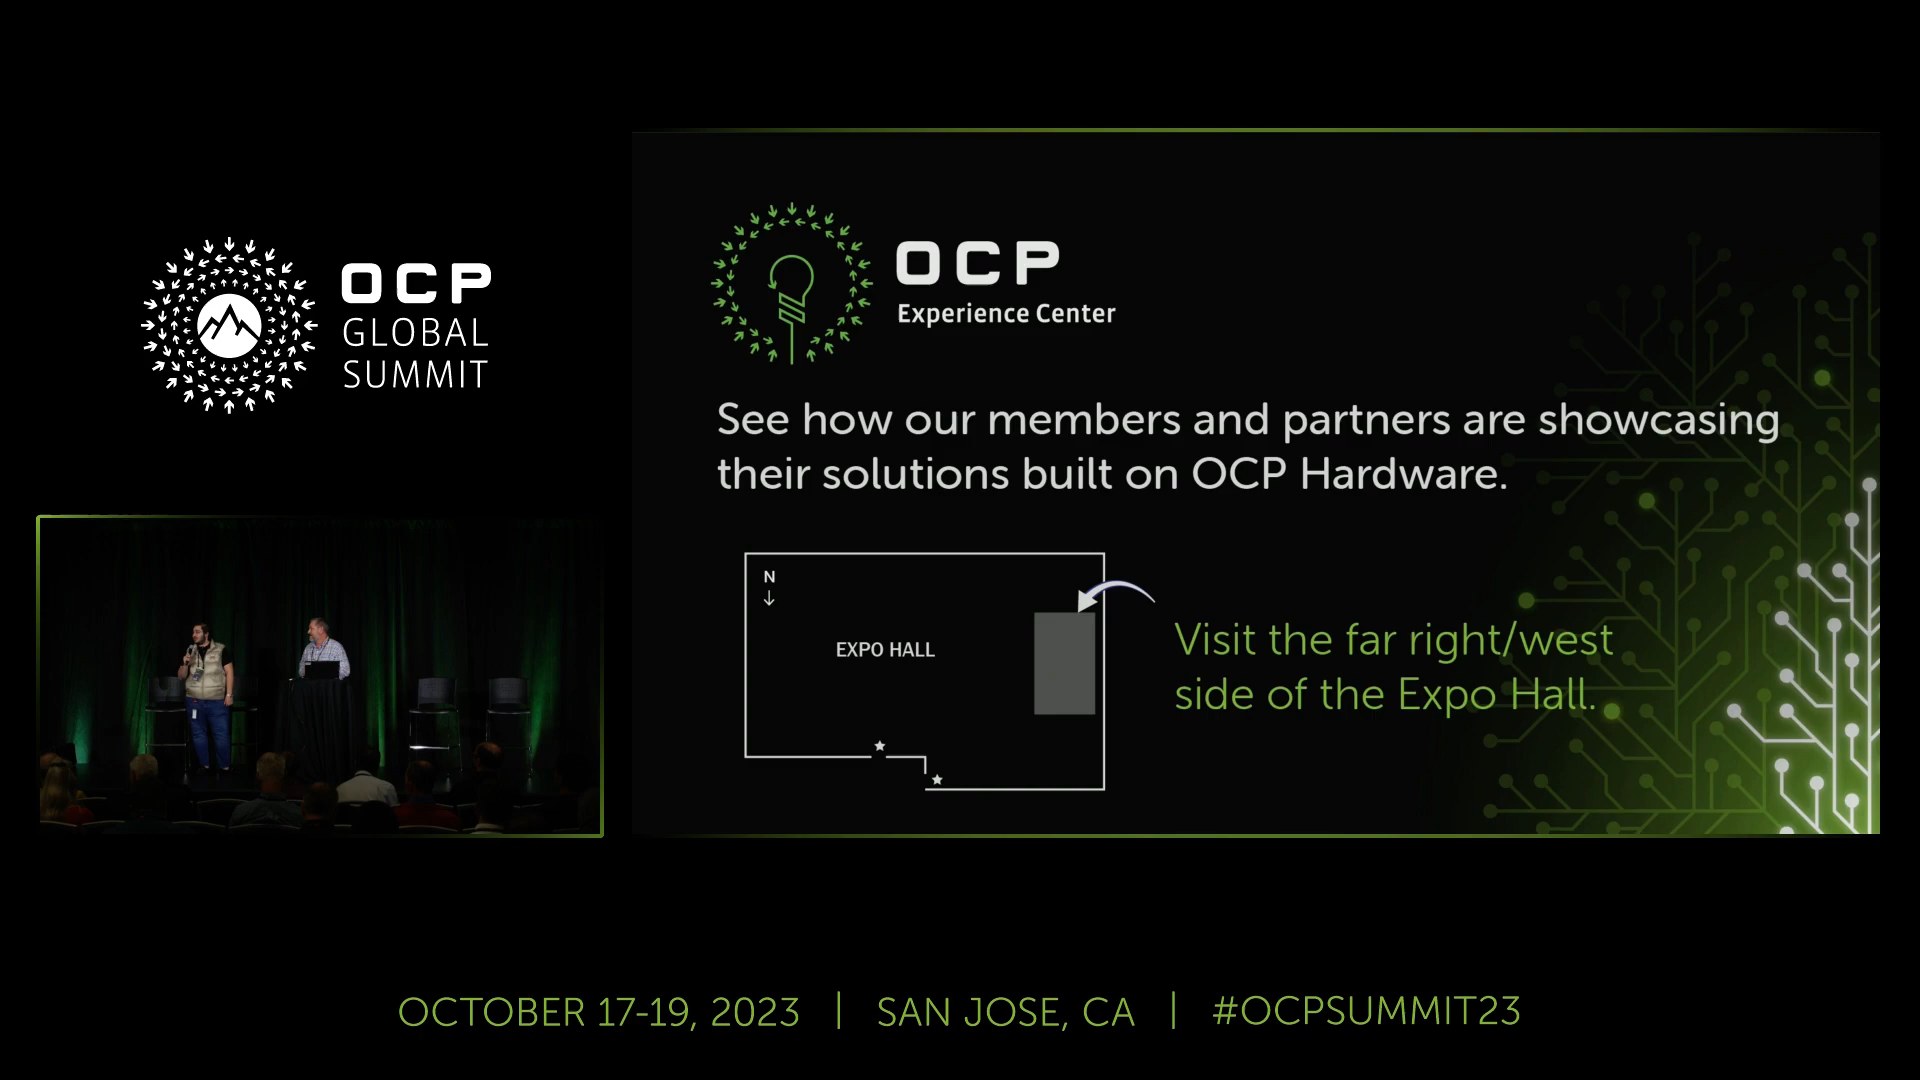 OCP
GLOBAL
SUMMIT
OCP
Experience Center
See how our members and partners are showcasing
their solutions built on OCP Hardware.
N
EXPO HALL
Visit the far right/west
side of the Expo Hall.
OCTOBER 17-19, 2023 | SAN JOSE, CA | #OCPSUMMIT23